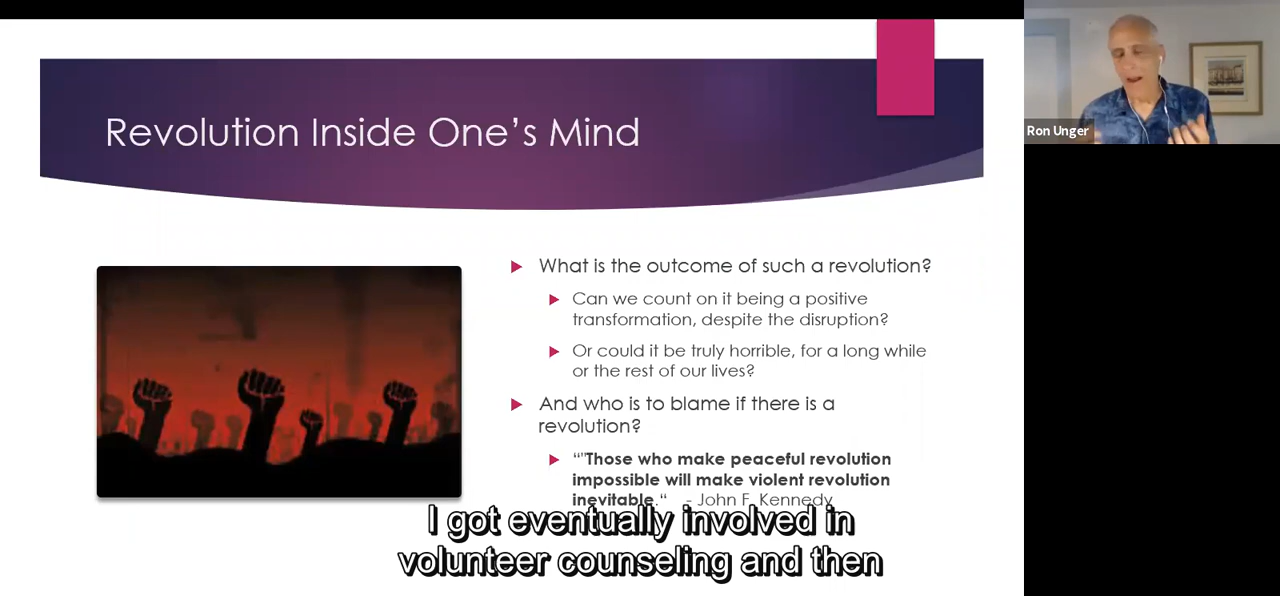 Revolution Inside One's Mind
Ron Unger
What is the outcome of such a revolution?
Can we count on it being a positive
transformation, despite the disruption?
Or could it be truly horrible, for a long while
or the rest of our lives?
And who is to blame if there is a
revolution?
“"Those who make peaceful revolution
impossible will make violent revolution
inevitable.“ - John F. Kennedy
I got eventually involved in
volunteer counseling and then